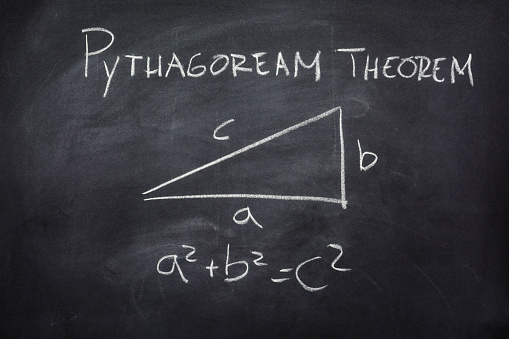 PYTHAGOREAM THEOREM
c
b
a
a² + b² = c²